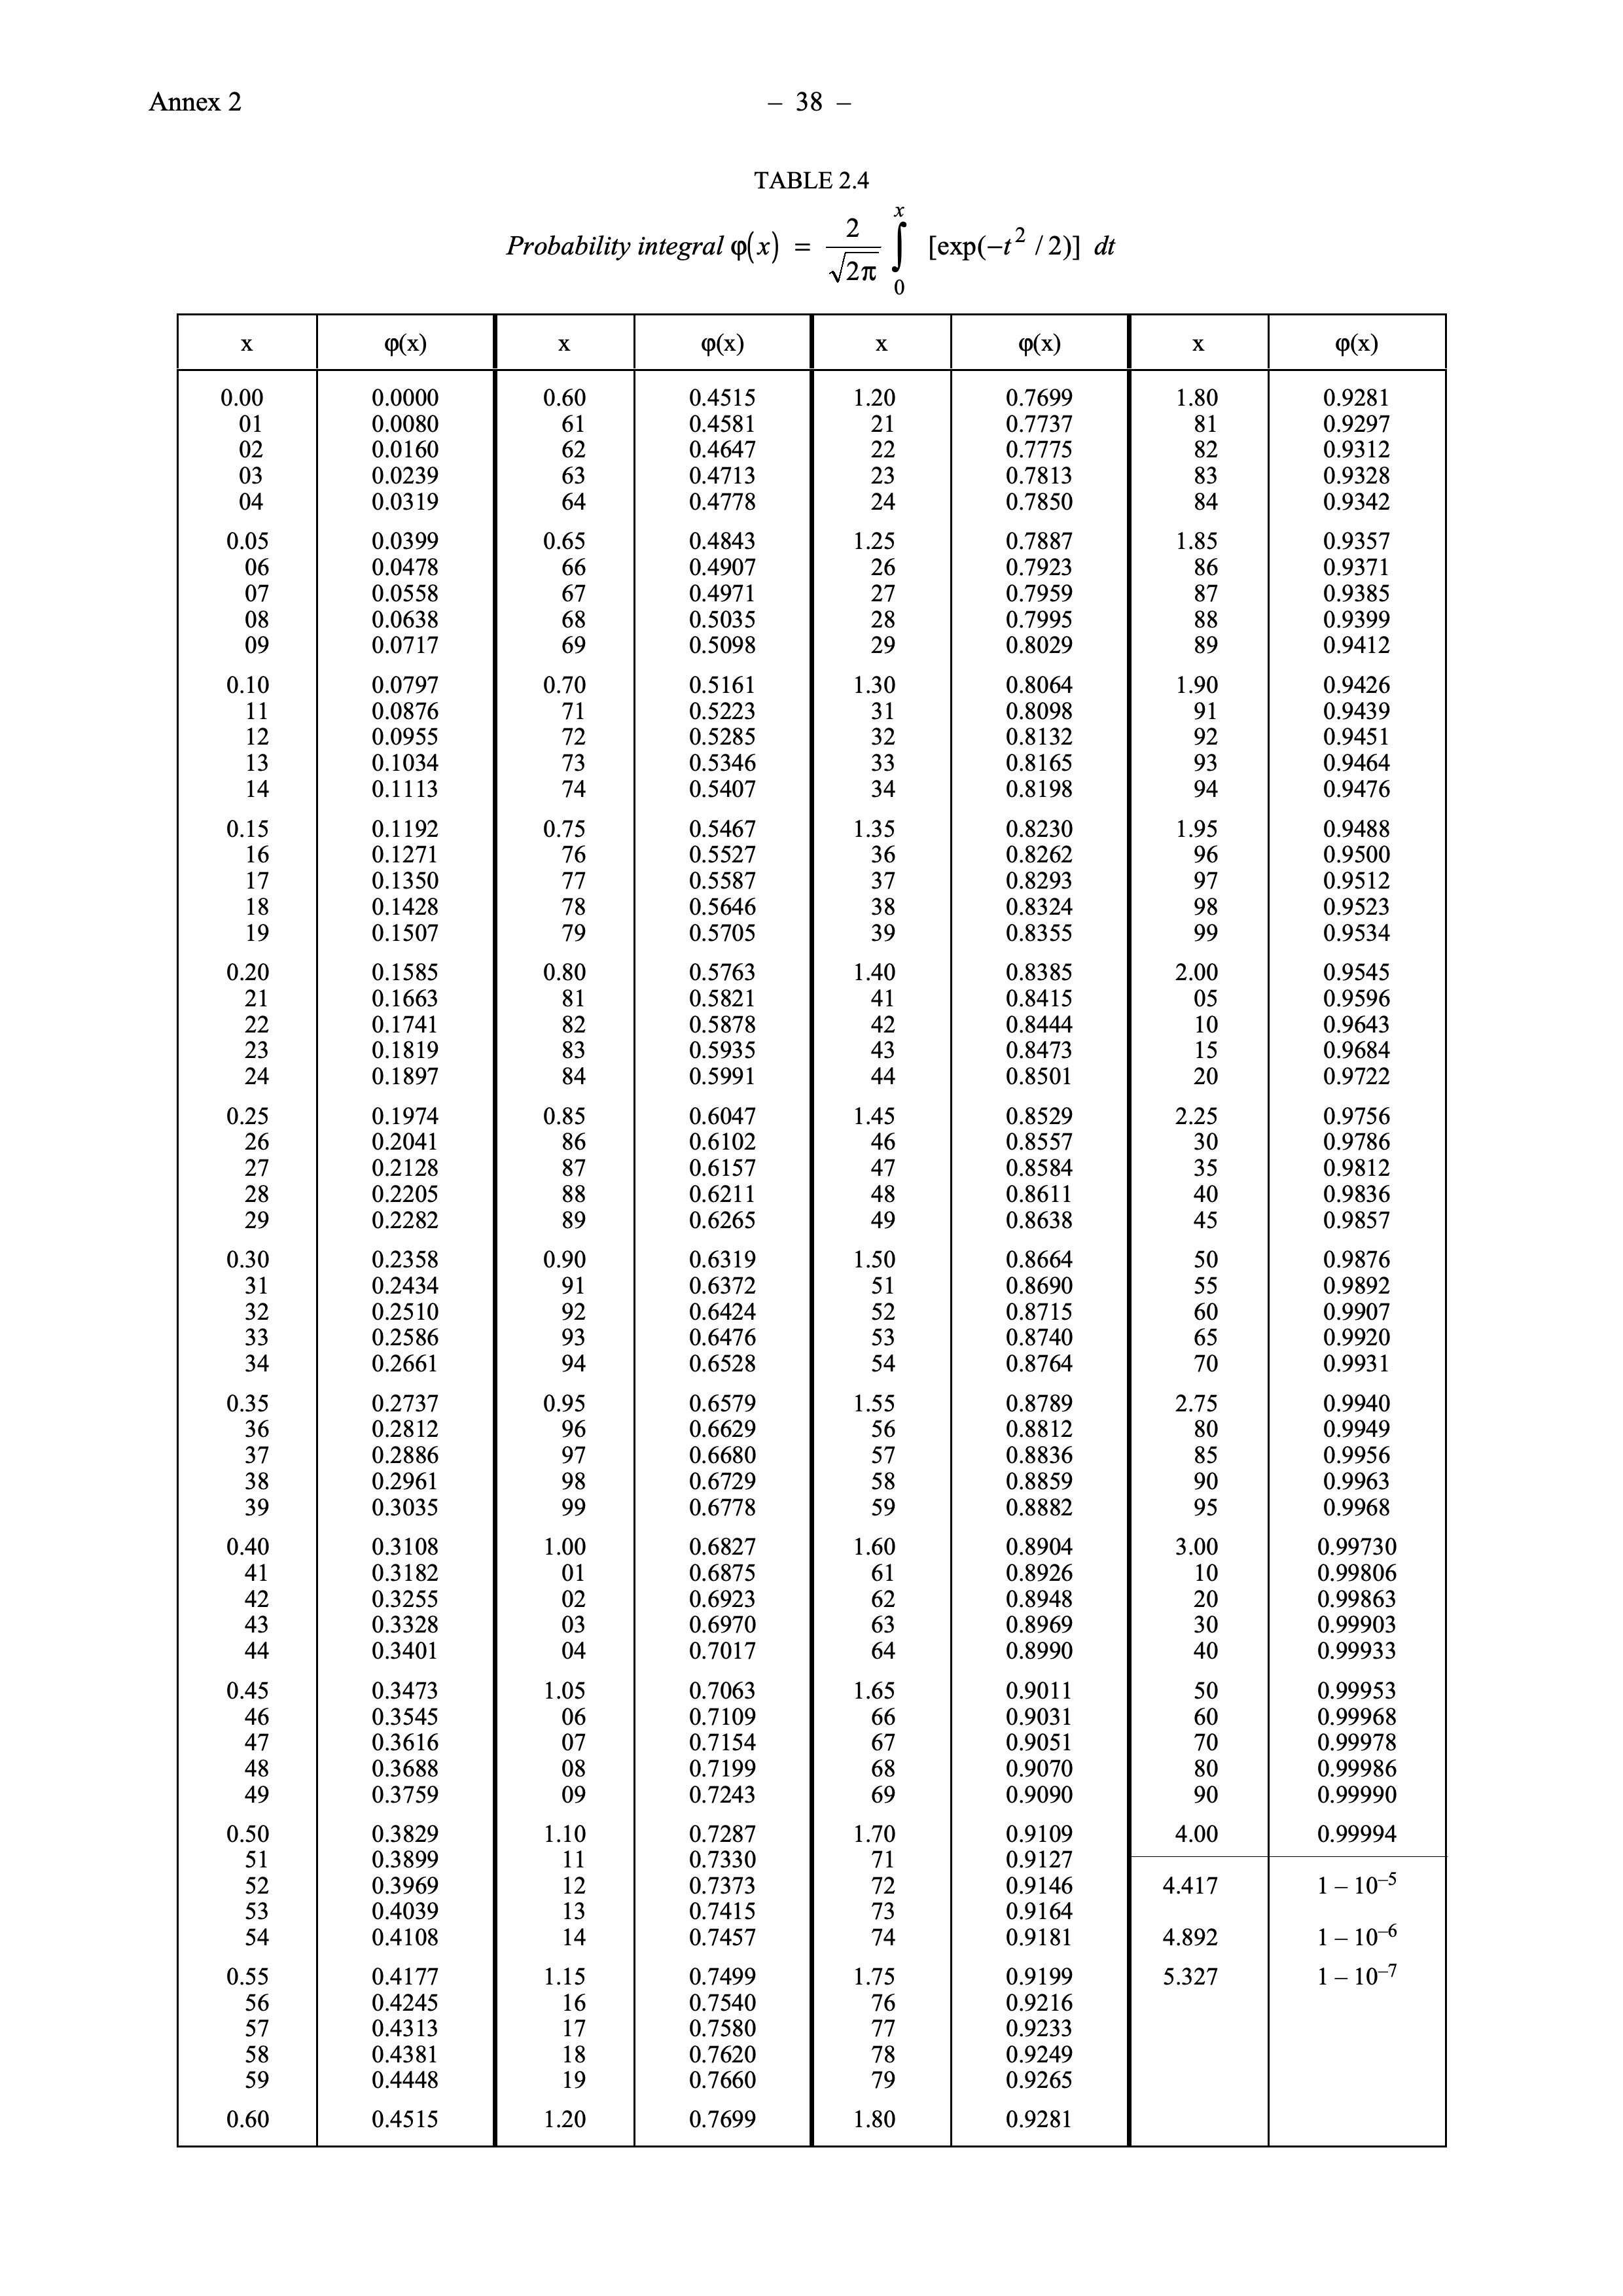 Annex 2 – 38 –
TABLE 2.4
Probability integral φ(x) = 2/√2π ∫0x [exp(–t2 / 2)] dt
x φ(x) x φ(x) x φ(x) x φ(x)
0.00 0.0000 0.60 0.4515 1.20 0.7699 1.80 0.9281
01 0.0080 61 0.4581 21 0.7737 81 0.9297
02 0.0160 62 0.4647 22 0.7775 82 0.9312
03 0.0239 63 0.4713 23 0.7813 83 0.9328
04 0.0319 64 0.4778 24 0.7850 84 0.9342
0.05 0.0399 0.65 0.4843 1.25 0.7887 1.85 0.9357
06 0.0478 66 0.4907 26 0.7923 86 0.9371
07 0.0558 67 0.4971 27 0.7959 87 0.9385
08 0.0638 68 0.5035 28 0.7995 88 0.9399
09 0.0717 69 0.5098 29 0.8029 89 0.9412
0.10 0.0797 0.70 0.5161 1.30 0.8064 1.90 0.9426
11 0.0876 71 0.5223 31 0.8098 91 0.9439
12 0.0955 72 0.5285 32 0.8132 92 0.9451
13 0.1034 73 0.5346 33 0.8165 93 0.9464
14 0.1113 74 0.5407 34 0.8198 94 0.9476
0.15 0.1192 0.75 0.5467 1.35 0.8230 1.95 0.9488
16 0.1271 76 0.5527 36 0.8262 96 0.9500
17 0.1350 77 0.5587 37 0.8293 97 0.9512
18 0.1428 78 0.5646 38 0.8324 98 0.9523
19 0.1507 79 0.5705 39 0.8355 99 0.9534
0.20 0.1585 0.80 0.5763 1.40 0.8385 2.00 0.9545
21 0.1663 81 0.5821 41 0.8415 05 0.9596
22 0.1741 82 0.5878 42 0.8444 10 0.9643
23 0.1819 83 0.5935 43 0.8473 15 0.9684
24 0.1897 84 0.5991 44 0.8501 20 0.9722
0.25 0.1974 0.85 0.6047 1.45 0.8529 2.25 0.9756
26 0.2041 86 0.6102 46 0.8557 30 0.9786
27 0.2128 87 0.6157 47 0.8584 35 0.9812
28 0.2205 88 0.6211 48 0.8611 40 0.9836
29 0.2282 89 0.6265 49 0.8638 45 0.9857
0.30 0.2358 0.90 0.6319 1.50 0.8664 50 0.9876
31 0.2434 91 0.6372 51 0.8690 55 0.9892
32 0.2510 92 0.6424 52 0.8715 60 0.9907
33 0.2586 93 0.6476 53 0.8740 65 0.9920
34 0.2661 94 0.6528 54 0.8764 70 0.9931
0.35 0.2737 0.95 0.6579 1.55 0.8789 2.75 0.9940
36 0.2812 96 0.6629 56 0.8812 80 0.9949
37 0.2886 97 0.6680 57 0.8836 85 0.9956
38 0.2961 98 0.6729 58 0.8859 90 0.9963
39 0.3035 99 0.6778 59 0.8882 95 0.9968
0.40 0.3108 1.00 0.6827 1.60 0.8904 3.00 0.99730
41 0.3182 01 0.6875 61 0.8926 10 0.99806
42 0.3255 02 0.6923 62 0.8948 20 0.99863
43 0.3328 03 0.6970 63 0.8969 30 0.99903
44 0.3401 04 0.7017 64 0.8990 40 0.99933
0.45 0.3473 1.05 0.7063 1.65 0.9011 50 0.99953
46 0.3545 06 0.7109 66 0.9031 60 0.99968
47 0.3616 07 0.7154 67 0.9051 70 0.99978
48 0.3688 08 0.7199 68 0.9070 80 0.99986
49 0.3759 09 0.7243 69 0.9090 90 0.99990
0.50 0.3829 1.10 0.7287 1.70 0.9109 4.00 0.99994
51 0.3899 11 0.7330 71 0.9127
52 0.3969 12 0.7373 72 0.9146 4.417 1 – 10–5
53 0.4039 13 0.7415 73 0.9164
54 0.4108 14 0.7457 74 0.9181 4.892 1 – 10–6
0.55 0.4177 1.15 0.7499 1.75 0.9199 5.327 1 – 10–7
56 0.4245 16 0.7540 76 0.9216
57 0.4313 17 0.7580 77 0.9233
58 0.4381 18 0.7620 78 0.9249
59 0.4448 19 0.7660 79 0.9265
0.60 0.4515 1.20 0.7699 1.80 0.9281